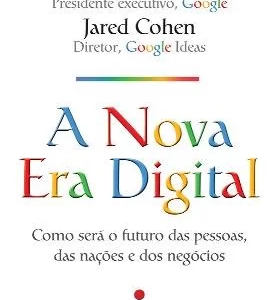 Presidente executivo, Google
Jared Cohen
Diretor, Google Ideas
A Nova
Era Digital
Como será o futuro das pessoas,
das nações e dos negócios